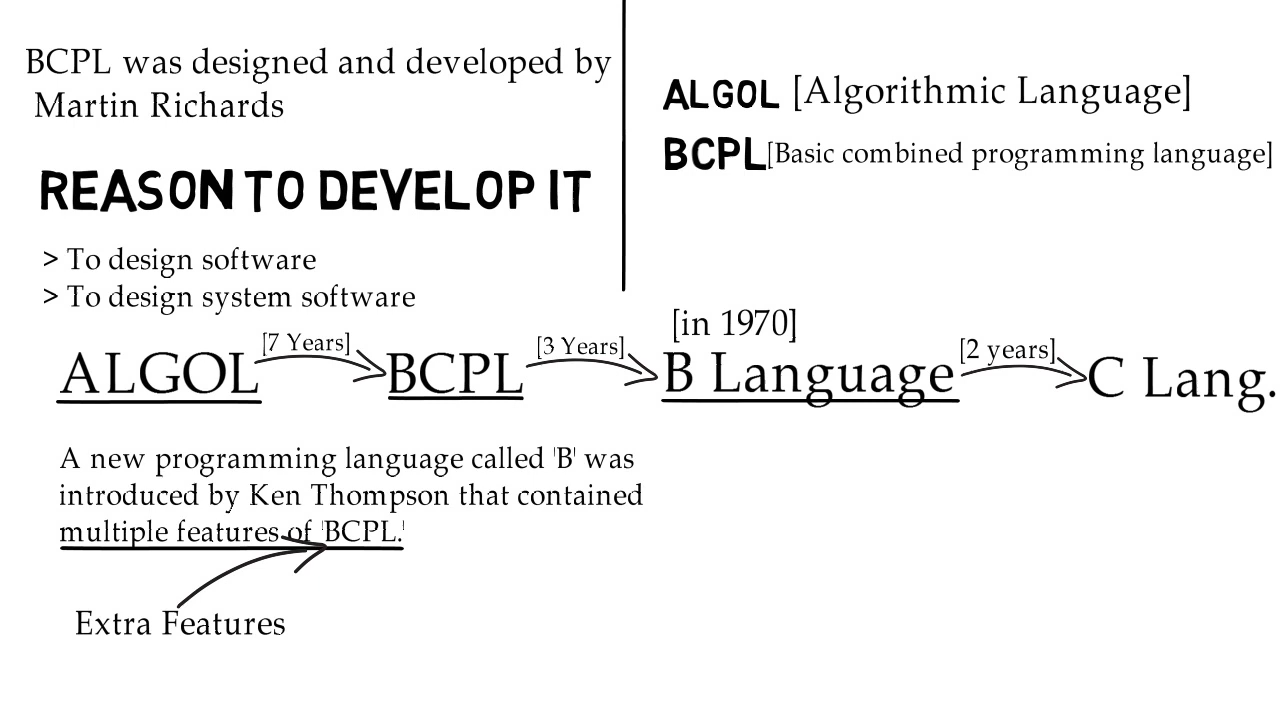 BCPL was designed and developed by
Martin Richards
REASON TO DEVELOP IT
> To design software
> To design system software
ALGOL [Algorithmic Language]
BCPL[Basic combined programming language]
[in 1970]
[7 Years] [3 Years] [2 years]
ALGOL BCPL B Language C Lang.
A new programming language called 'B' was
introduced by Ken Thompson that contained
multiple features of 'BCPL.'
Extra Features